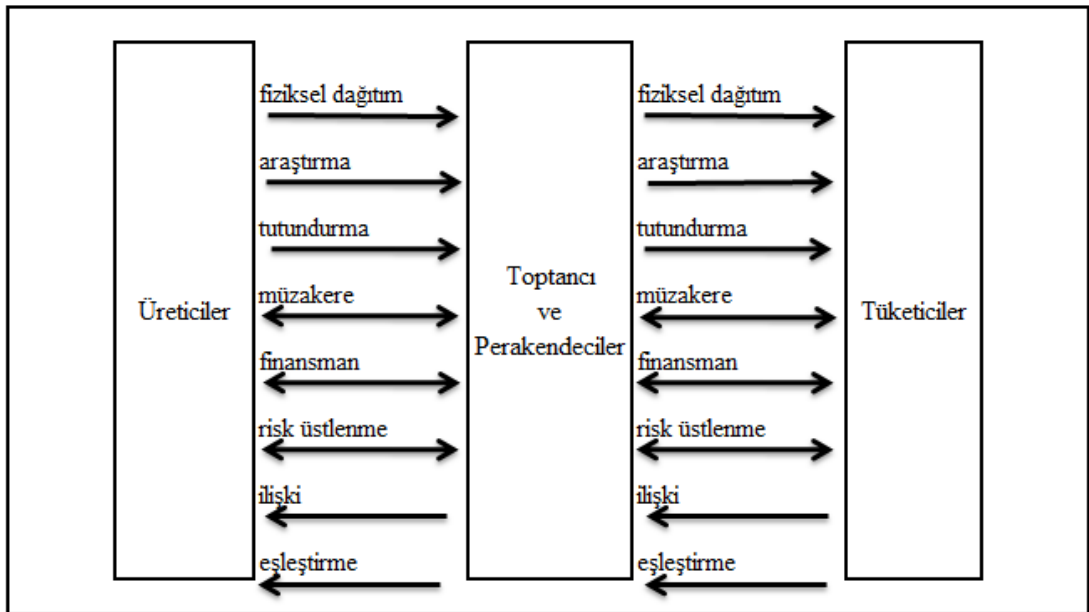 fiziksel dağıtım
araştırma
tutundurma
müzakere
finansman
risk üstlenme
ilişki
eşleştirme
fiziksel dağıtım
araştırma
tutundurma
müzakere
finansman
risk üstlenme
ilişki
eşleştirme
Üreticiler
Toptancı
ve
Perakendeciler
Tüketiciler